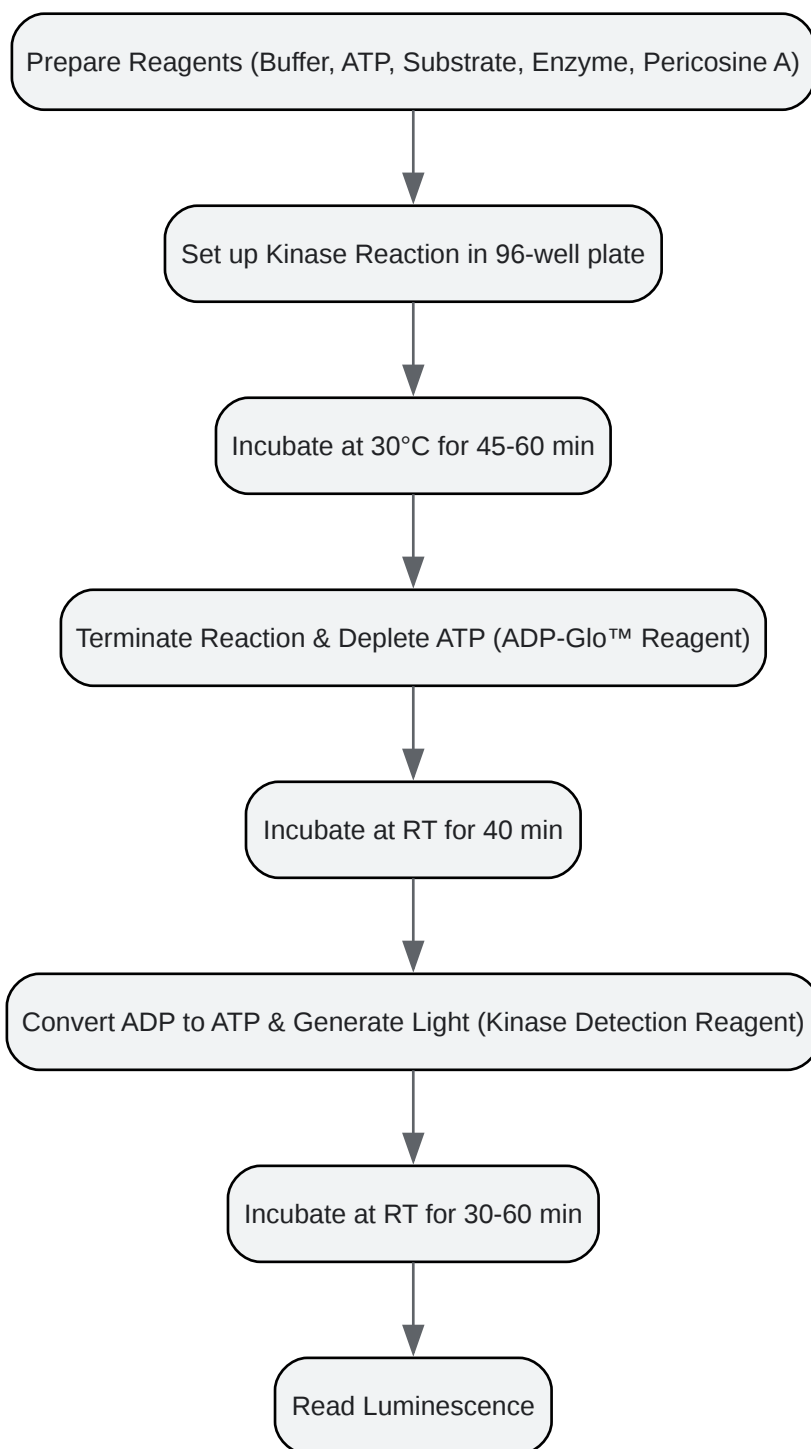 Prepare Reagents (Buffer, ATP, Substrate, Enzyme, Pericosine A)
Set up Kinase Reaction in 96-well plate
Incubate at 30°C for 45-60 min
Terminate Reaction & Deplete ATP (ADP-Glo™ Reagent)
Incubate at RT for 40 min
Convert ADP to ATP & Generate Light (Kinase Detection Reagent)
Incubate at RT for 30-60 min
Read Luminescence